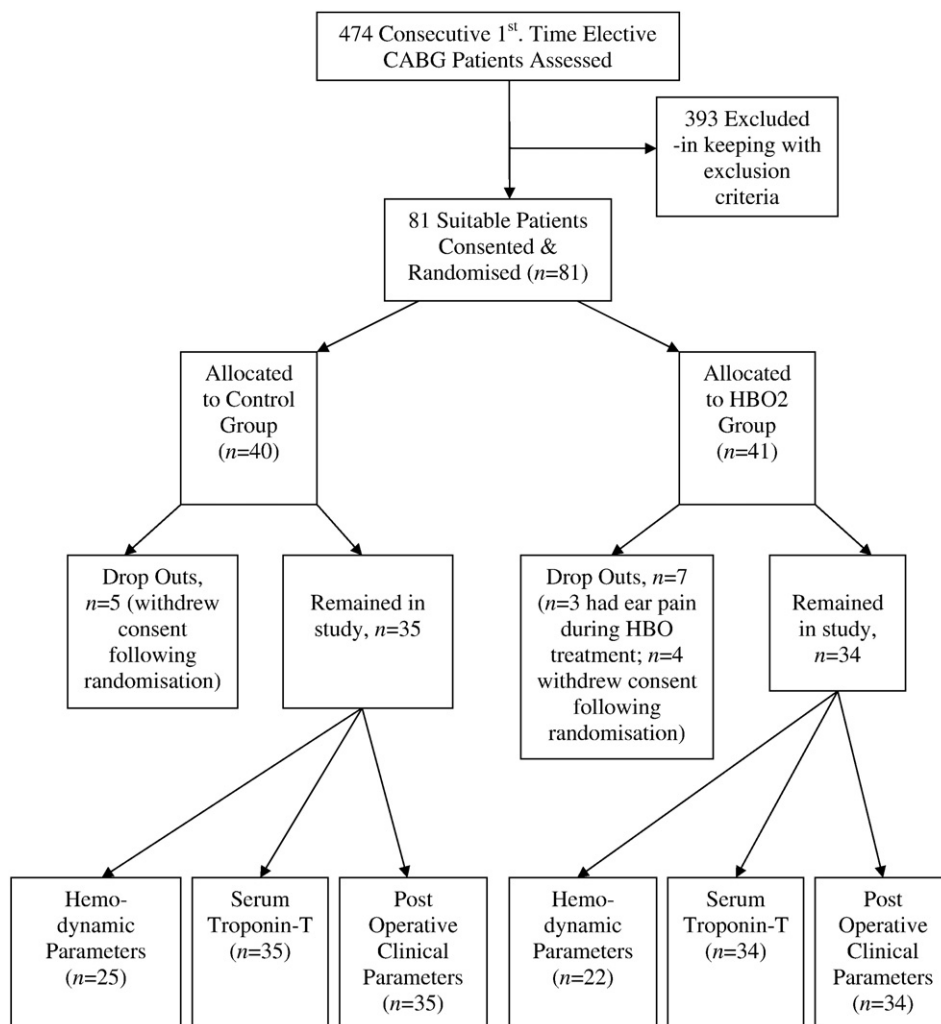 474 Consecutive 1st. Time Elective
CABG Patients Assessed
393 Excluded
-in keeping with
exclusion
criteria
81 Suitable Patients
Consented &
Randomised (n=81)
Allocated
to Control
Group
(n=40)
Allocated
to HBO2
Group
(n=41)
Drop Outs,
n=5 (withdrew
consent
following
randomisation)
Remained in
study, n=35
Drop Outs, n=7
(n=3 had ear pain
during HBO
treatment; n=4
withdrew consent
following
randomisation)
Remained
in study,
n=34
Hemo-
dynamic
Parameters
(n=25)
Serum
Troponin-T
(n=35)
Post
Operative
Clinical
Parameters
(n=35)
Hemo-
dynamic
Parameters
(n=22)
Serum
Troponin-T
(n=34)
Post
Operative
Clinical
Parameters
(n=34)